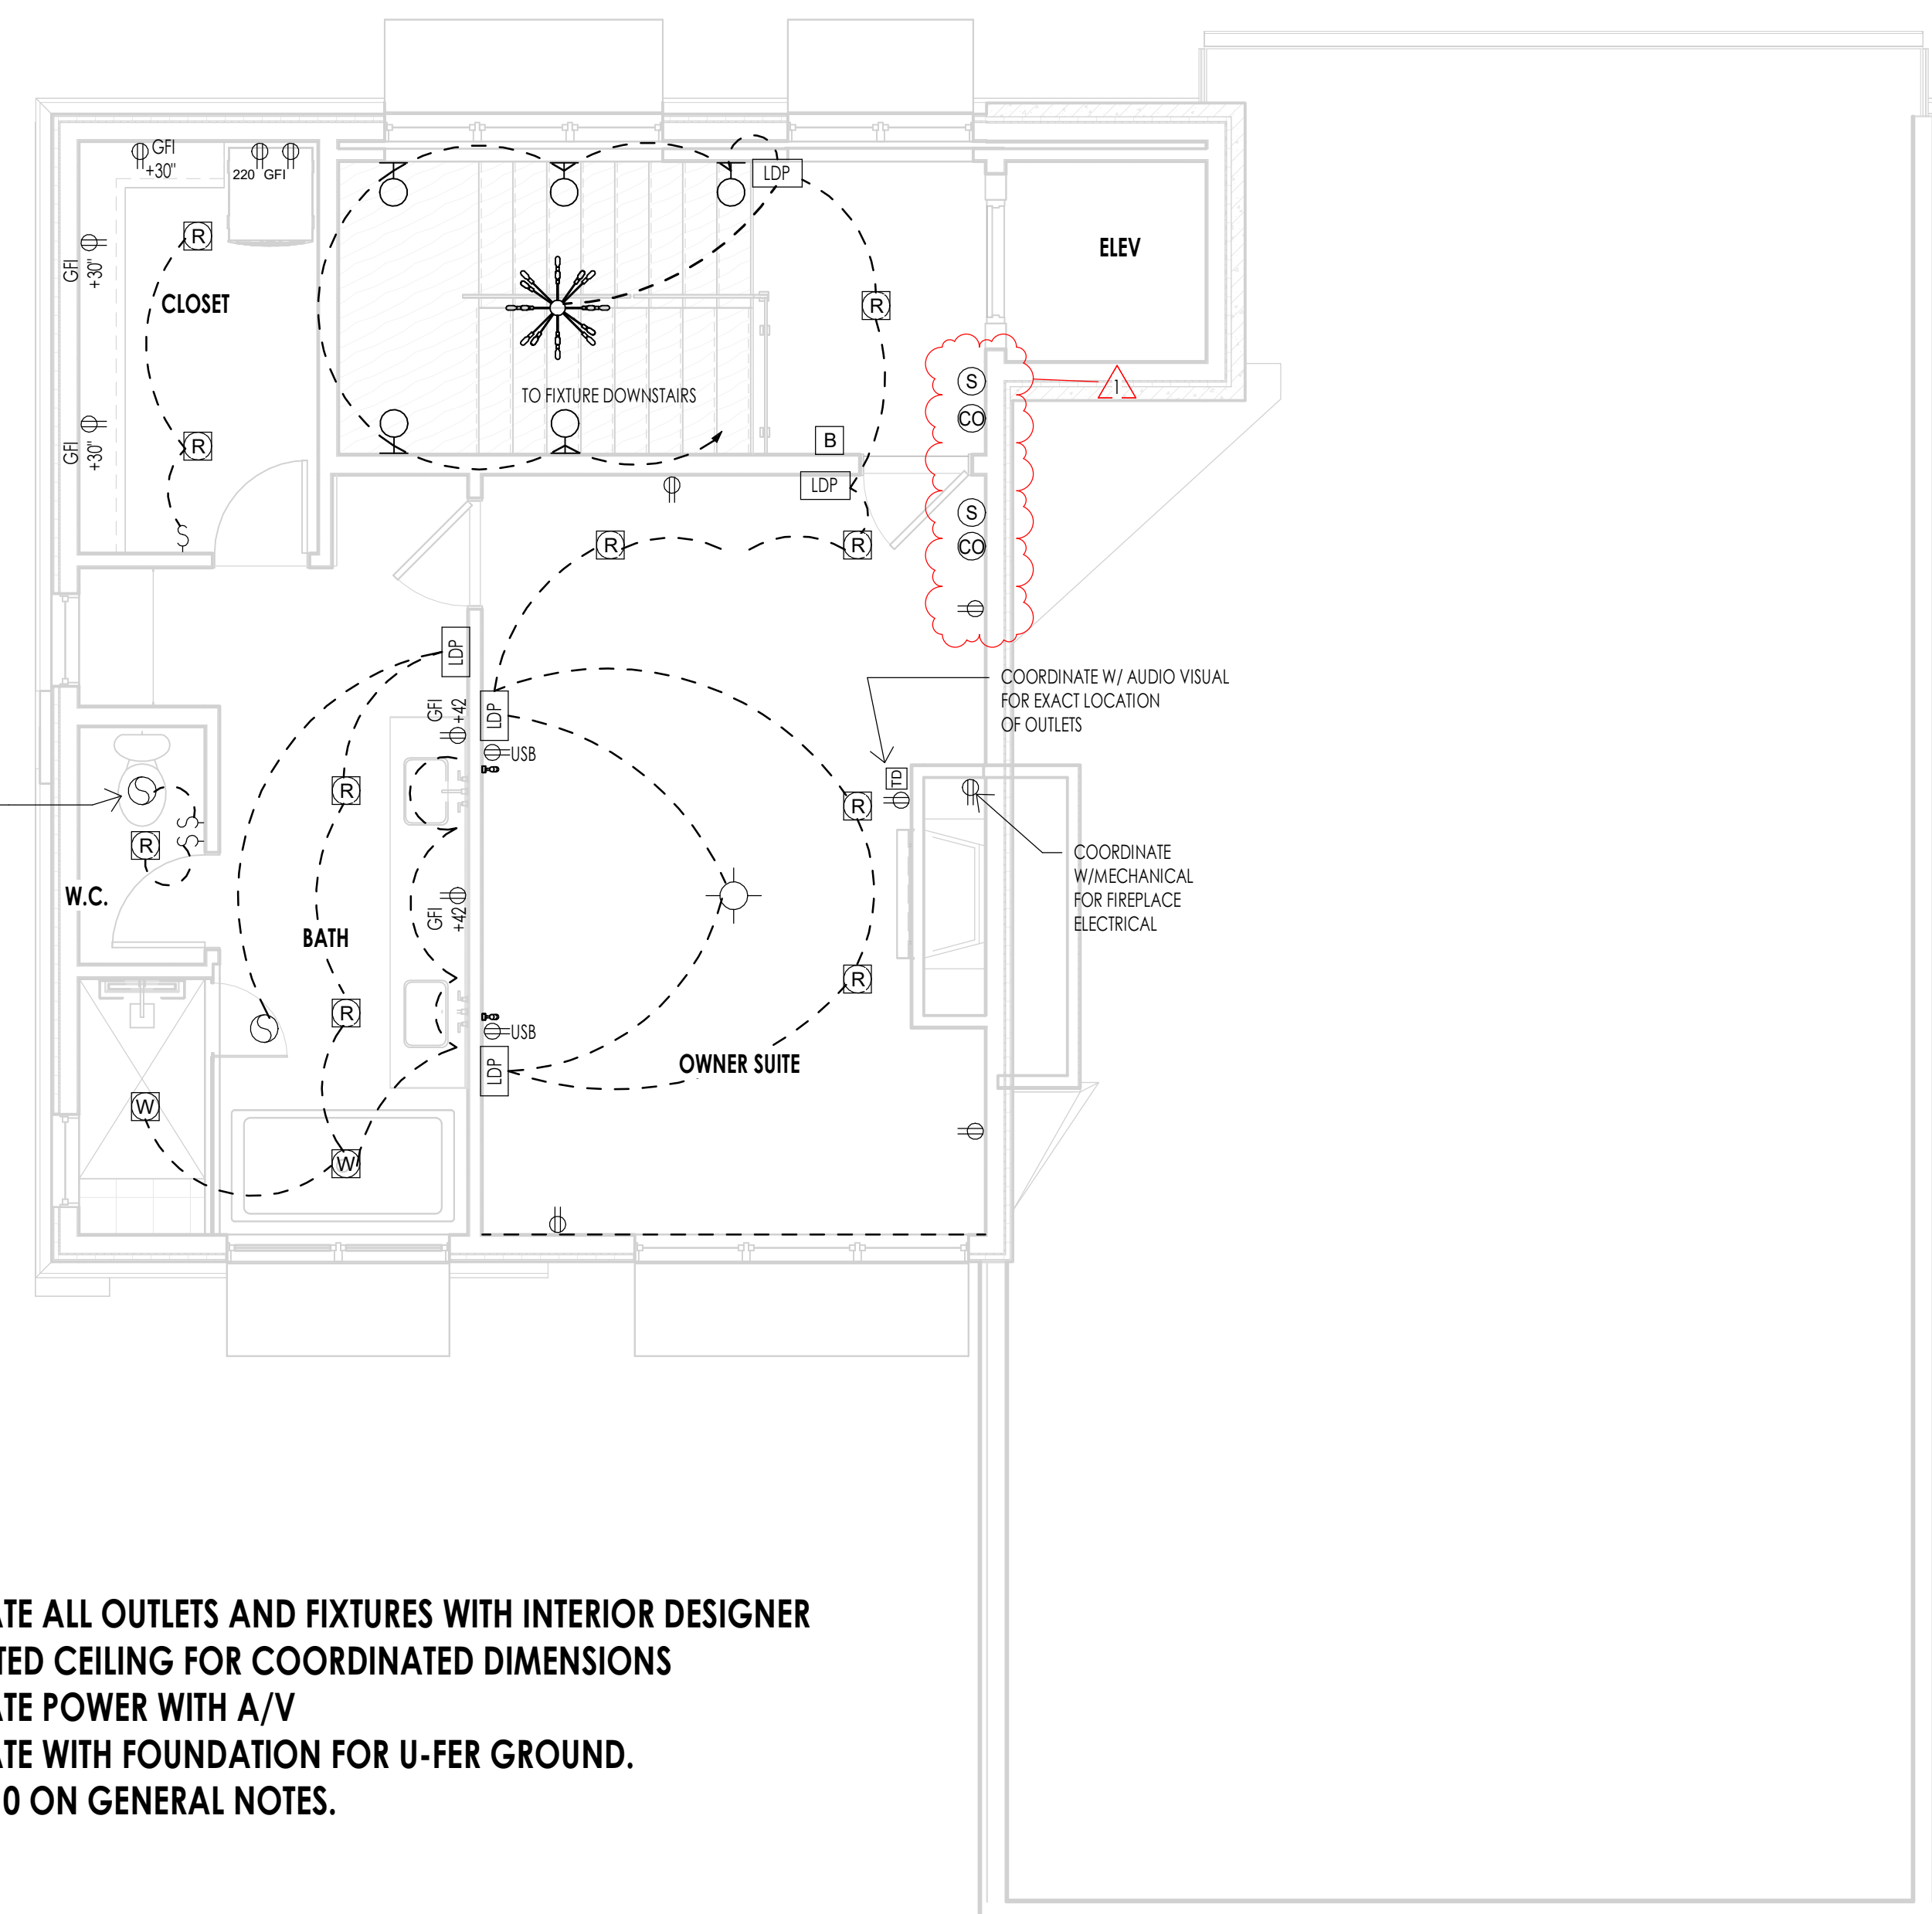 GFI
+30"
220 GFI
LDP
R
GFI
+30"
ELEV
CLOSET
R
S
1
TO FIXTURE DOWNSTAIRS
CO
GFI
+30"
R
B
LDP
S
R
R
CO
LDP
COORDINATE W/ AUDIO VISUAL
FOR EXACT LOCATION
OF OUTLETS
GFI
+42
LDP
USB
TD
R
R
R
COORDINATE
W/MECHANICAL
FOR FIREPLACE
ELECTRICAL
W.C.
GFI
+42
BATH
R
R
USB
OWNER SUITE
LDP
W
W
ATE ALL OUTLETS AND FIXTURES WITH INTERIOR DESIGNER
TED CEILING FOR COORDINATED DIMENSIONS
ATE POWER WITH A/V
ATE WITH FOUNDATION FOR U-FER GROUND.
0 ON GENERAL NOTES.